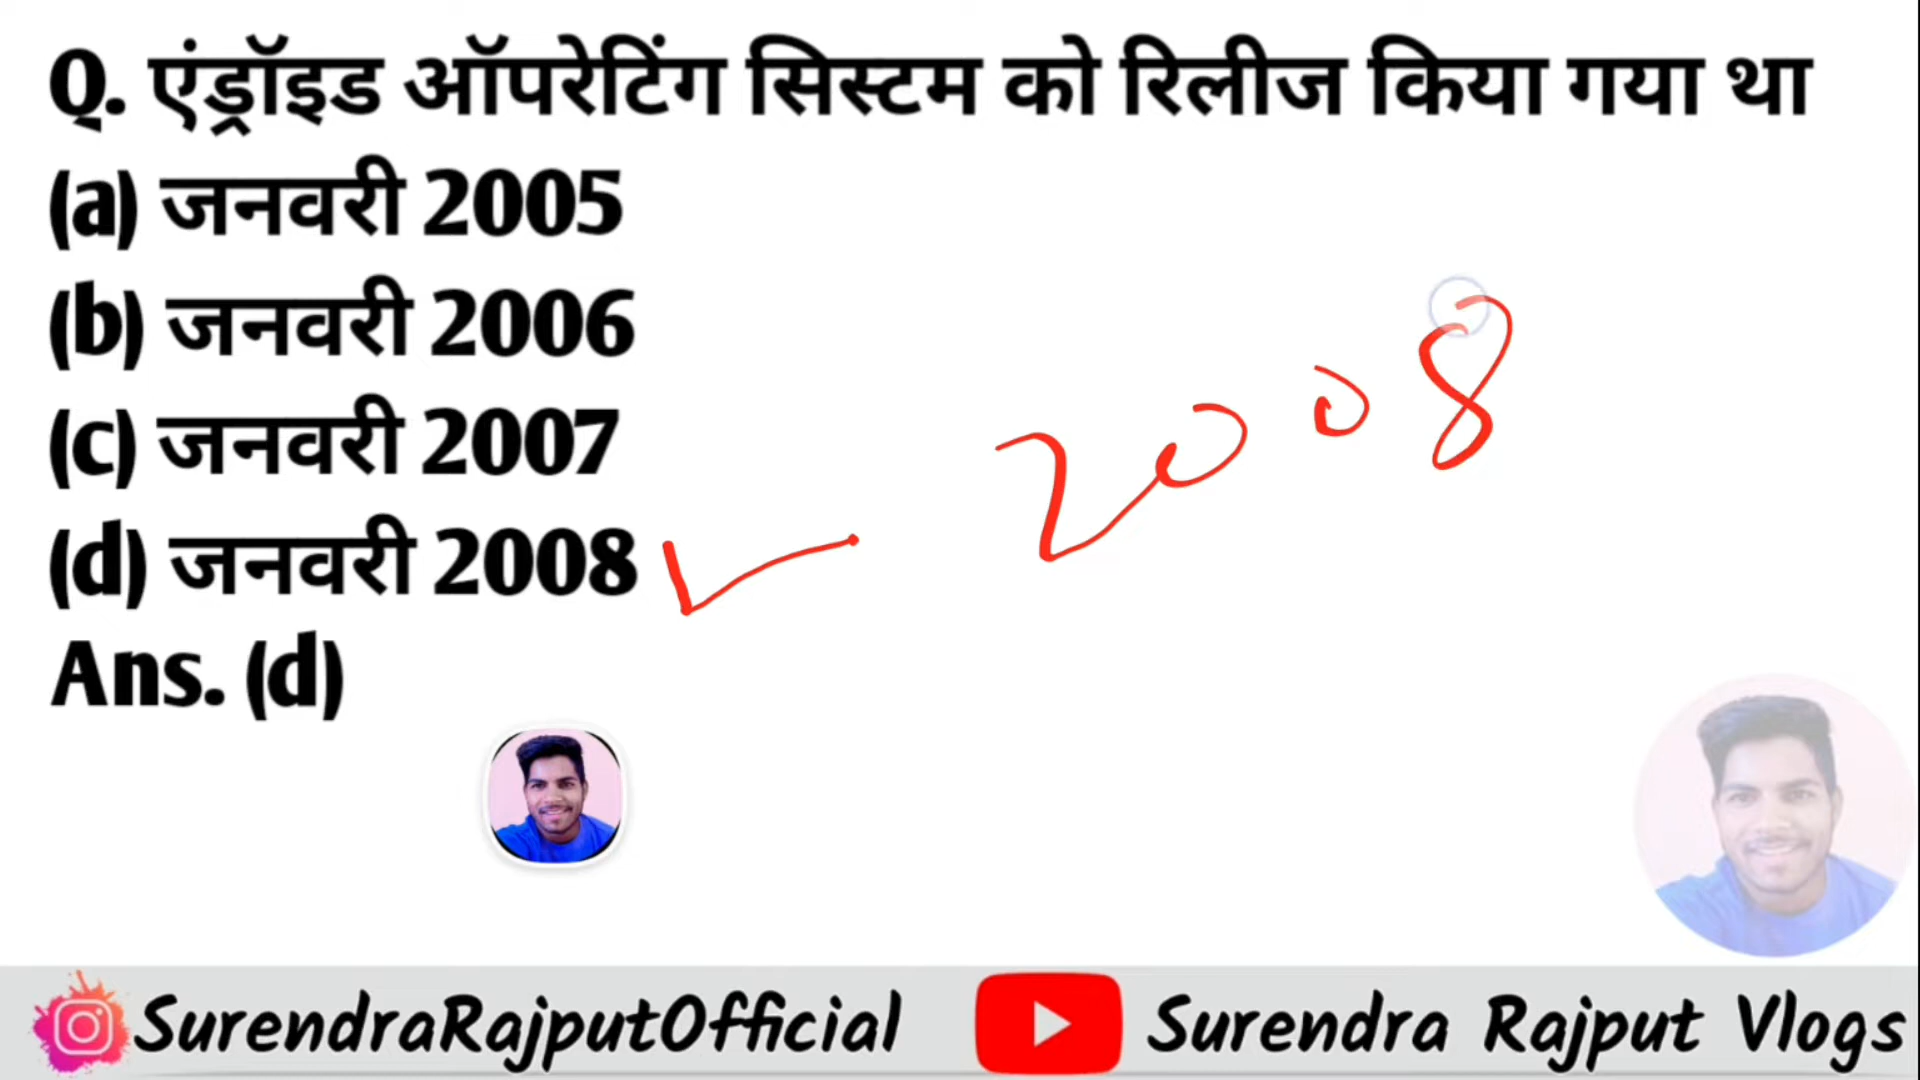 Q. एंड्रॉइड ऑपरेटिंग सिस्टम को रिलीज किया गया था
(a) जनवरी 2005
(b) जनवरी 2006
(c) जनवरी 2007
(d) जनवरी 2008
2008
Ans. (d)
SurendraRajputOfficial
Surendra Rajput Vlogs